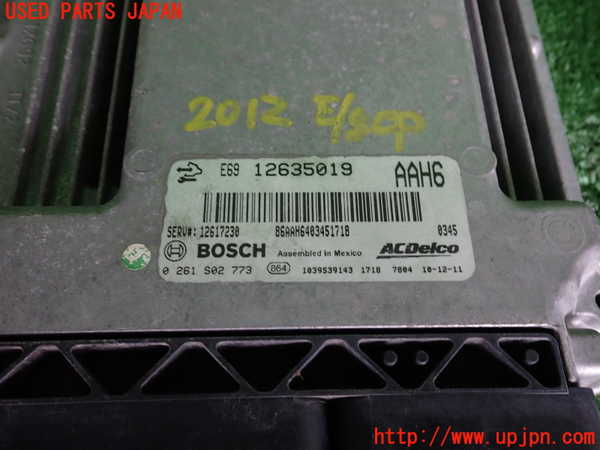 USED PARTS JAPAN
2012 E/SCP
E69 12635019 AAH6
SERV#: 12617230 86AAH6403451718 0345
BOSCH Assembled in Mexico ACDelco
0 261 S02 773 864 1039S39143 1718 7804 10-12-11
http://www.upjpn.com